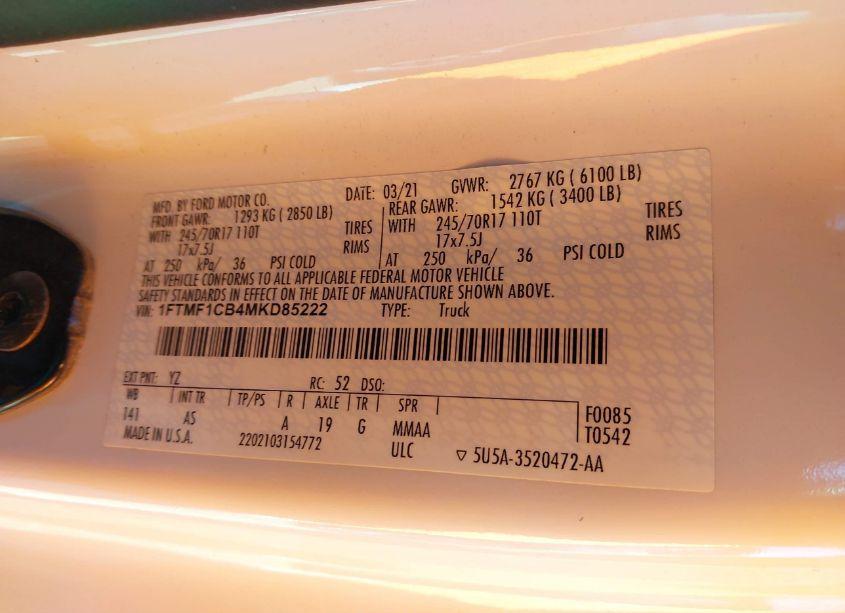 MFD. BY FORD MOTOR CO. DATE: 03/21 GVWR: 2767 KG ( 6100 LB)
FRONT GAWR: 1293 KG ( 2850 LB) REAR GAWR: 1542 KG ( 3400 LB)
WITH 245/70R17 110T TIRES WITH 245/70R17 110T TIRES
17x7.5J RIMS 17x7.5J RIMS
AT 250 kPa/ 36 PSI COLD AT 250 kPa/ 36 PSI COLD
THIS VEHICLE CONFORMS TO ALL APPLICABLE FEDERAL MOTOR VEHICLE
SAFETY STANDARDS IN EFFECT ON THE DATE OF MANUFACTURE SHOWN ABOVE.
VIN: 1FTMF1CB4MKD85222 TYPE: Truck
EXT PNT: YZ RC: 52 DSO:
WB INT TR TP/PS R AXLE TR SPR
141 AS A 19 G MMAA F0085
MADE IN U.S.A. 2202103154772 ULC T0542
▽ 5U5A-3520472-AA